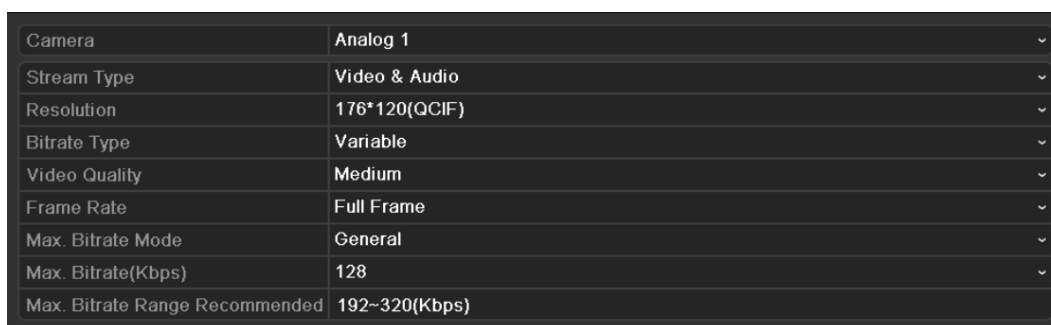 Camera Analog 1
Stream Type Video & Audio
Resolution 176*120(QCIF)
Bitrate Type Variable
Video Quality Medium
Frame Rate Full Frame
Max. Bitrate Mode General
Max. Bitrate(Kbps) 128
Max. Bitrate Range Recommended 192~320(Kbps)